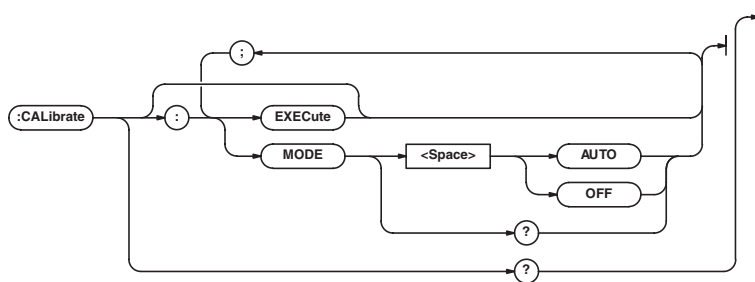 ;
:CALibrate
:
EXECute
MODE
<Space>
AUTO
OFF
?
?